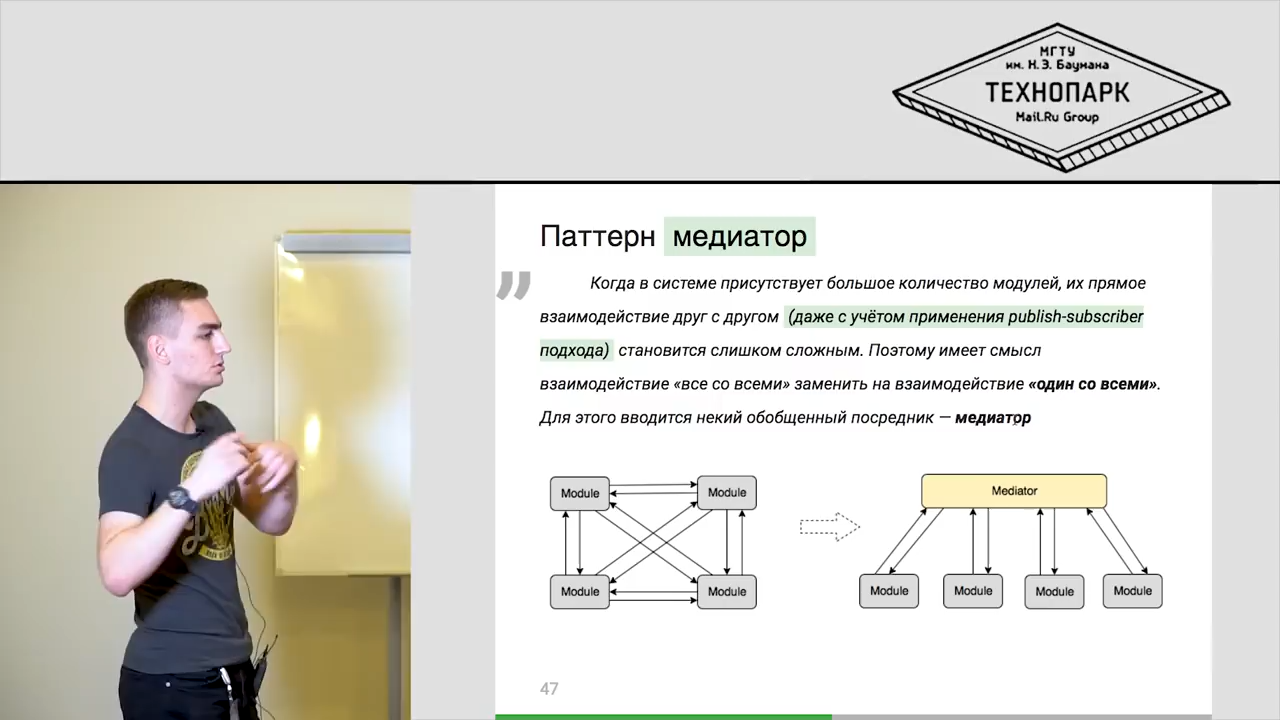 МГТУ
им. Н.Э. Баумана
ТЕХНОПАРК
Mail.Ru Group
Паттерн медиатор
Когда в системе присутствует большое количество модулей, их прямое
взаимодействие друг с другом (даже с учётом применения publish-subscriber
подхода) становится слишком сложным. Поэтому имеет смысл
взаимодействие «все со всеми» заменить на взаимодействие «один со всеми».
Для этого вводится некий обобщенный посредник — медиатор
Module Module
Module Module
Mediator
Module Module Module Module
47